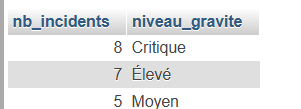 nb_incidents niveau_gravite
8 Critique
7 Élevé
5 Moyen